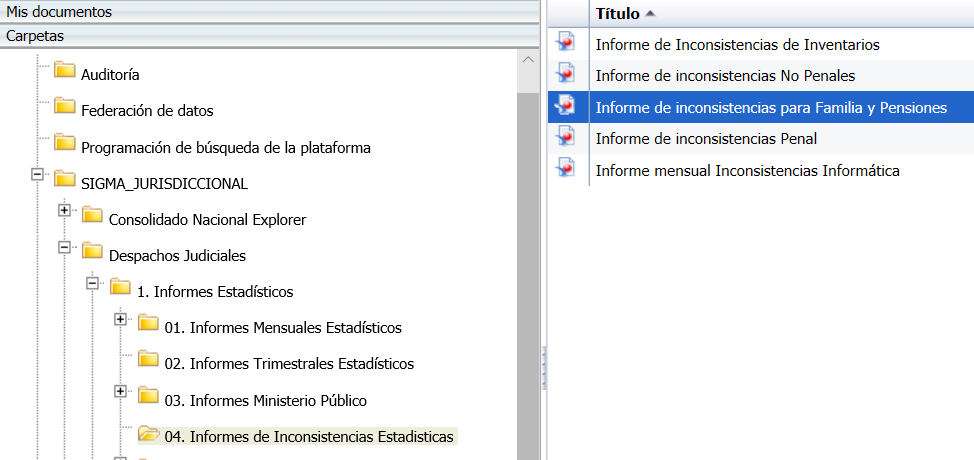 Mis documentos
Carpetas
Auditoría
Federación de datos
Programación de búsqueda de la plataforma
SIGMA_JURISDICCIONAL
Consolidado Nacional Explorer
Despachos Judiciales
1. Informes Estadísticos
01. Informes Mensuales Estadísticos
02. Informes Trimestrales Estadísticos
03. Informes Ministerio Público
04. Informes de Inconsistencias Estadisticas
Título
Informe de Inconsistencias de Inventarios
Informe de inconsistencias No Penales
Informe de inconsistencias para Familia y Pensiones
Informe de inconsistencias Penal
Informe mensual Inconsistencias Informática